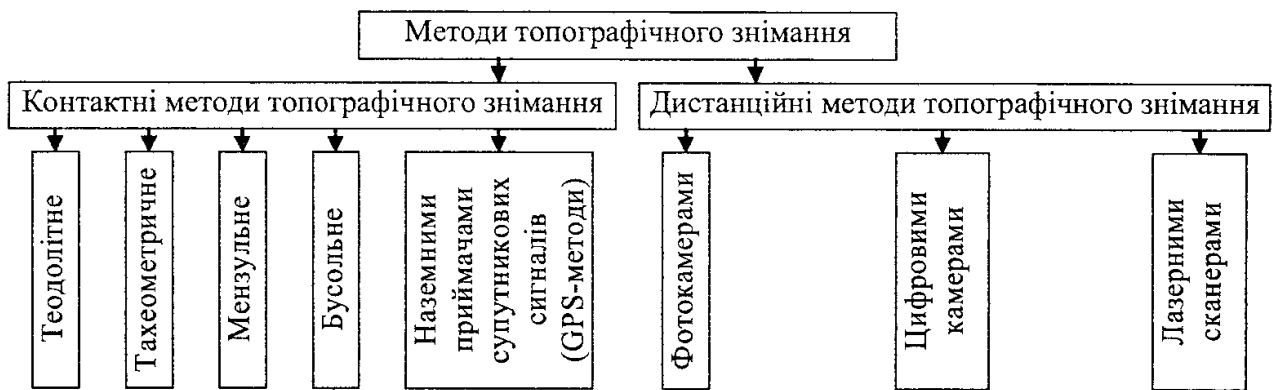 Методи топографічного знімання
Контактні методи топографічного знімання
Дистанційні методи топографічного знімання
Теодолітне
Тахеометричне
Мензульне
Бусольне
Наземними
приймачами
супутникових
сигналів
(GPS-методи)
Фотокамерами
Цифровими
камерами
Лазерними
сканерами